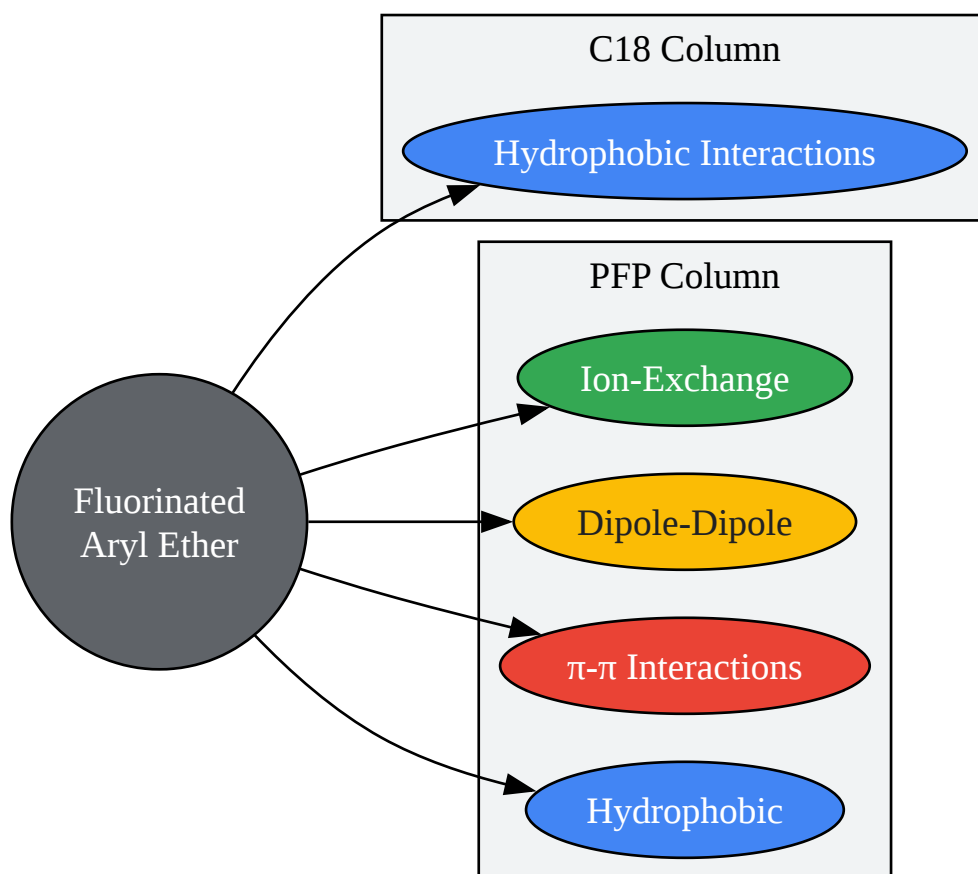 C18 Column
Hydrophobic Interactions
PFP Column
Ion-Exchange
Fluorinated
Aryl Ether
Dipole-Dipole
π-π Interactions
Hydrophobic